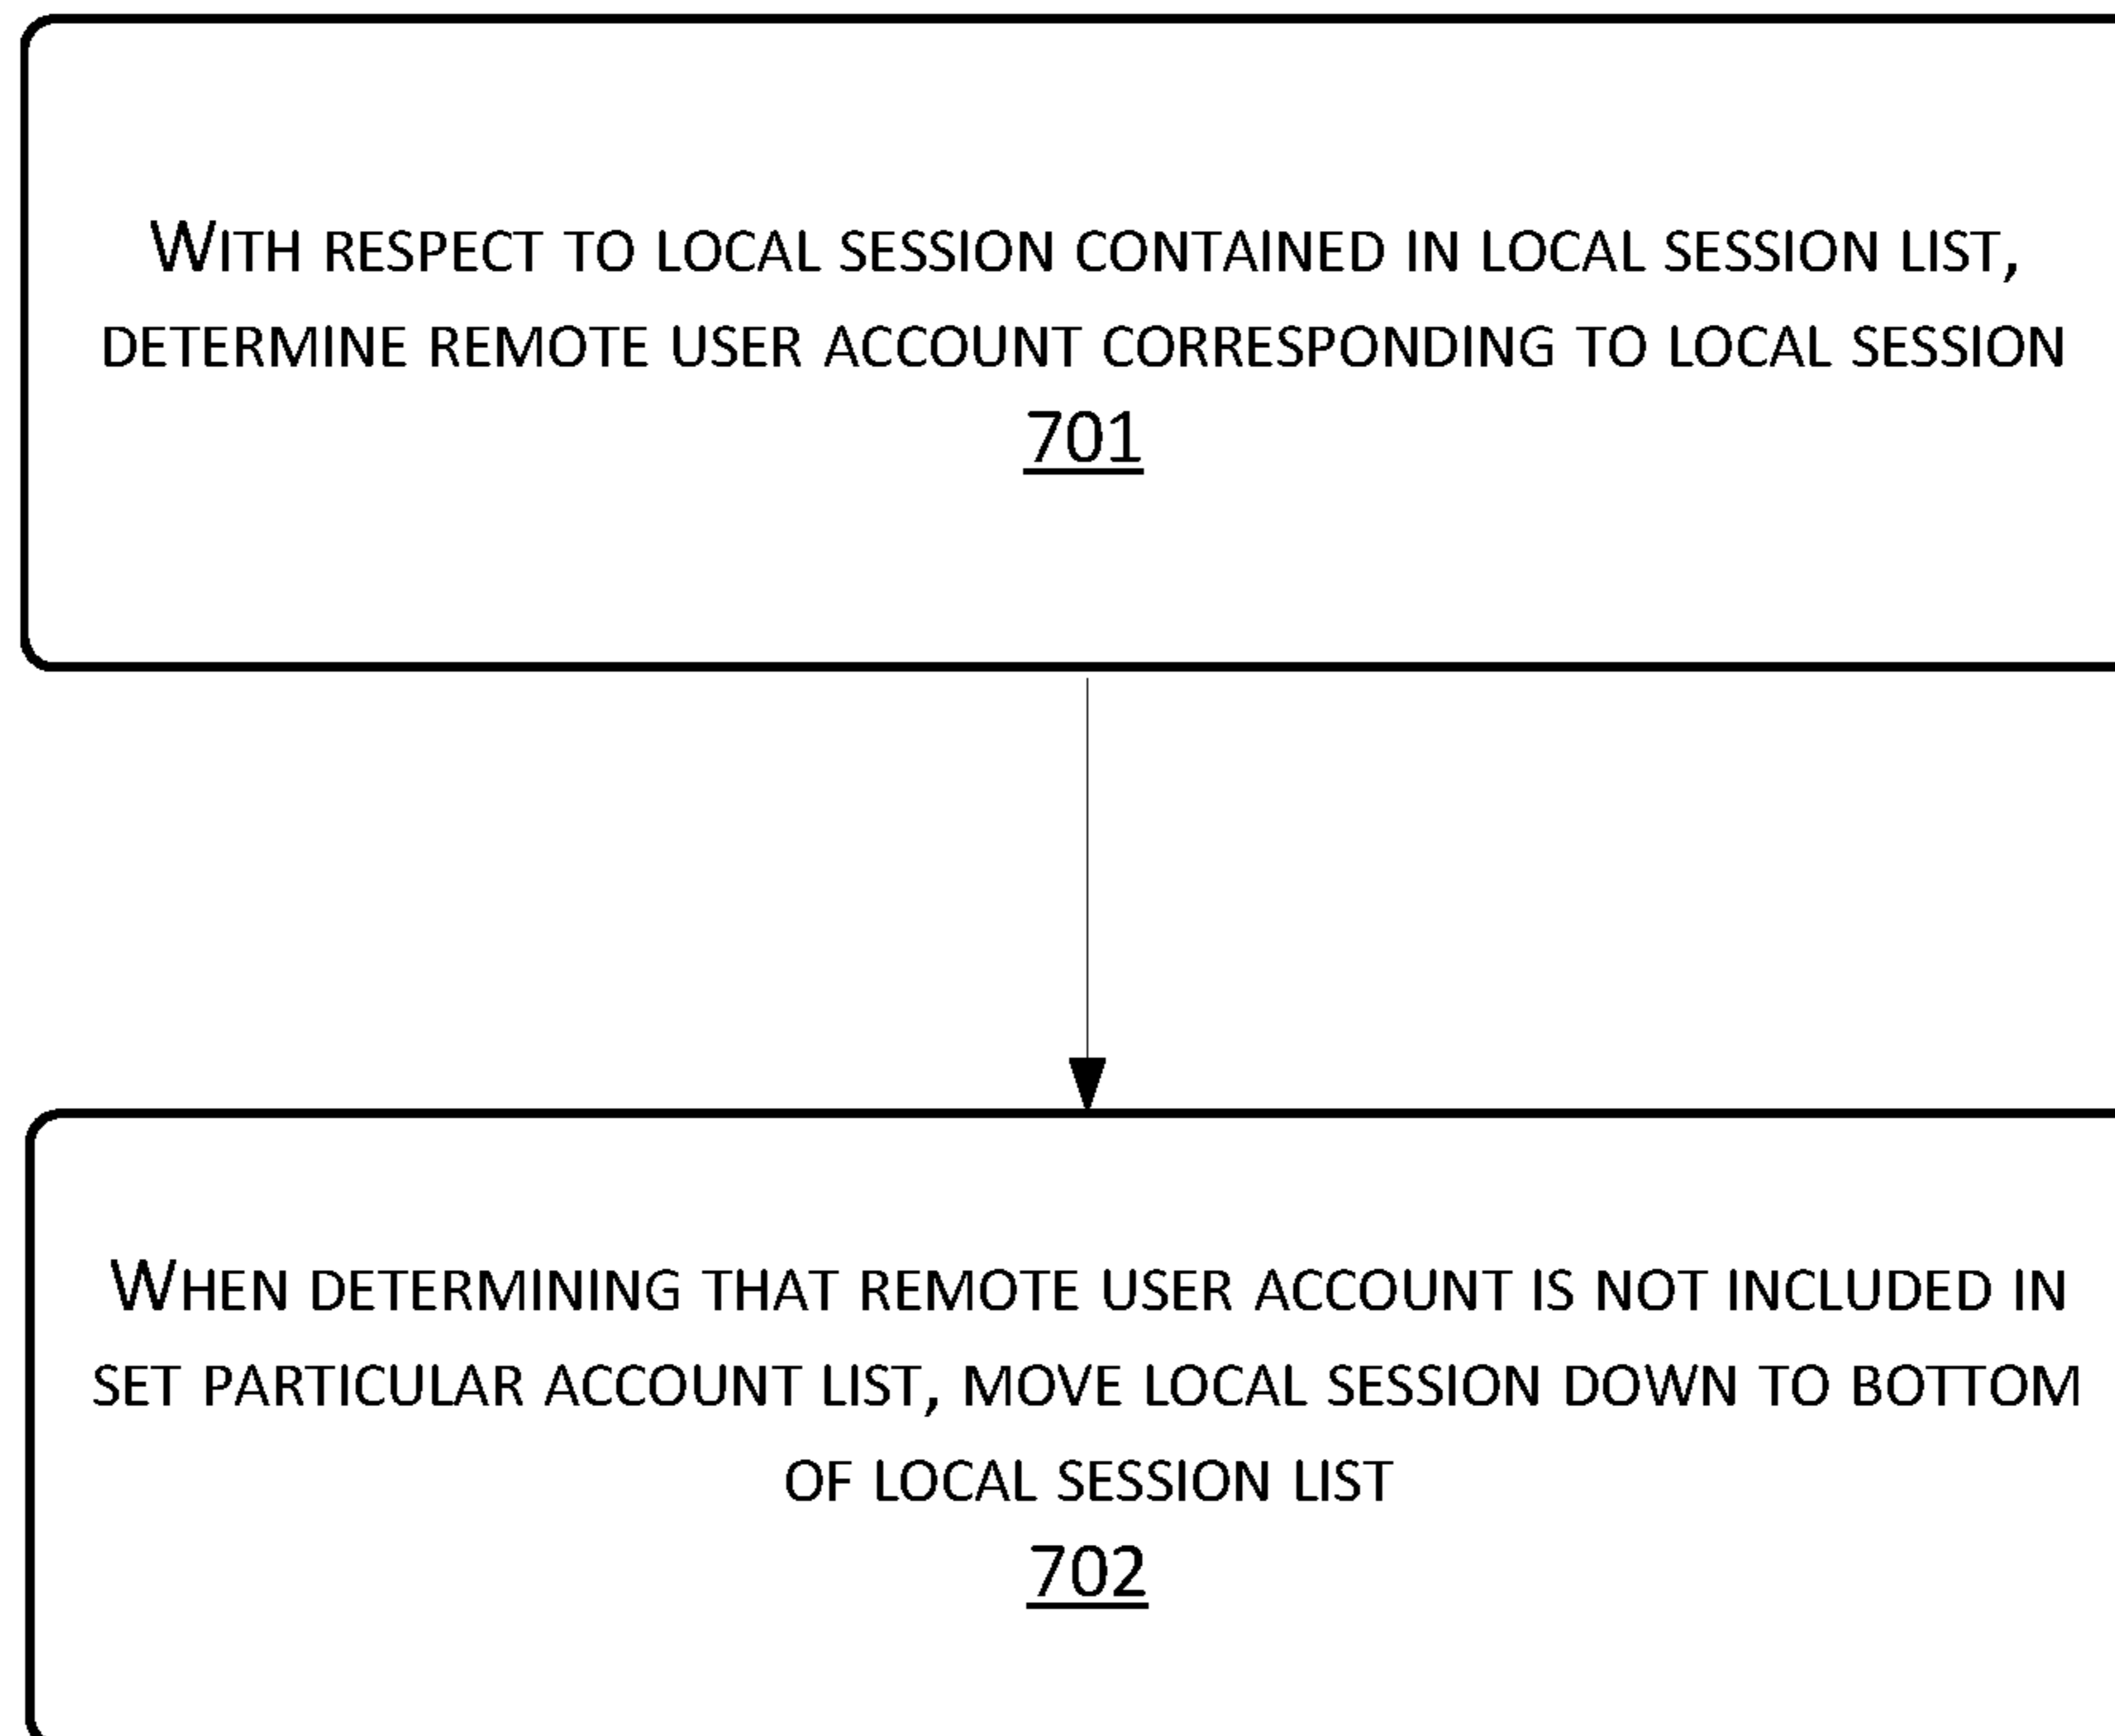 With respect to local session contained in local session list,
determine remote user account corresponding to local session
701
When determining that remote user account is not included in
set particular account list, move local session down to bottom
of local session list
702